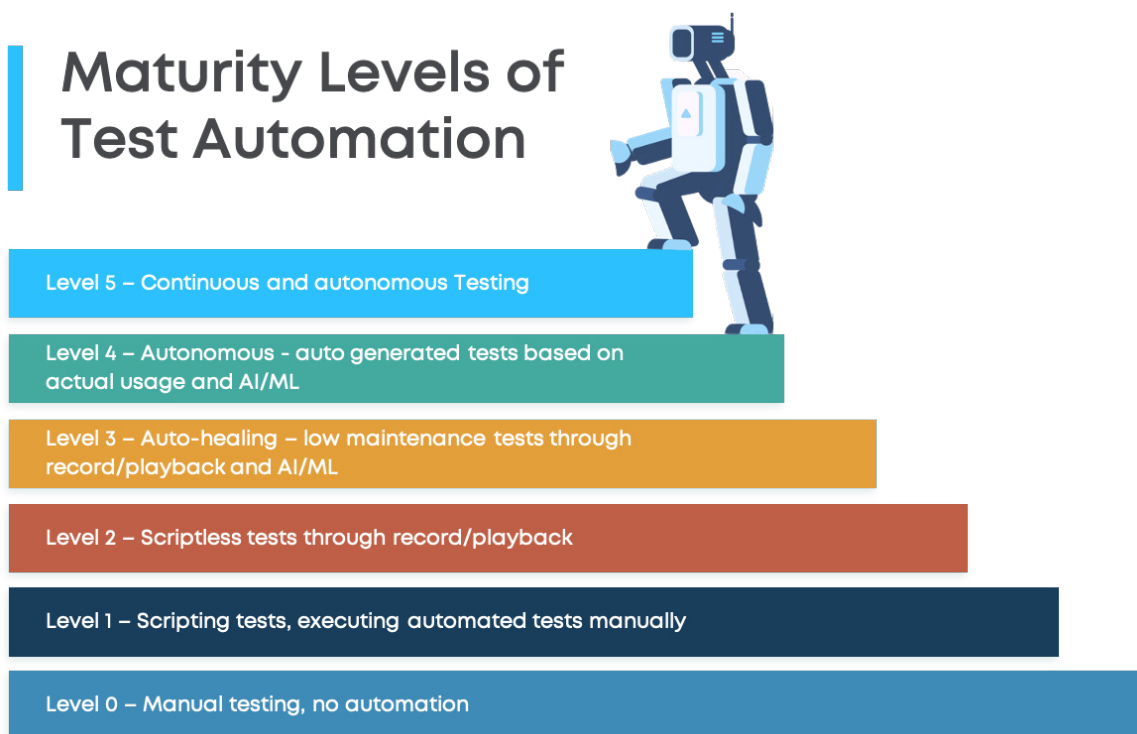 Maturity Levels of
Test Automation
Level 5 – Continuous and autonomous Testing
Level 4 – Autonomous - auto generated tests based on
actual usage and AI/ML
Level 3 – Auto-healing – low maintenance tests through
record/playback and AI/ML
Level 2 – Scriptless tests through record/playback
Level 1 – Scripting tests, executing automated tests manually
Level 0 – Manual testing, no automation